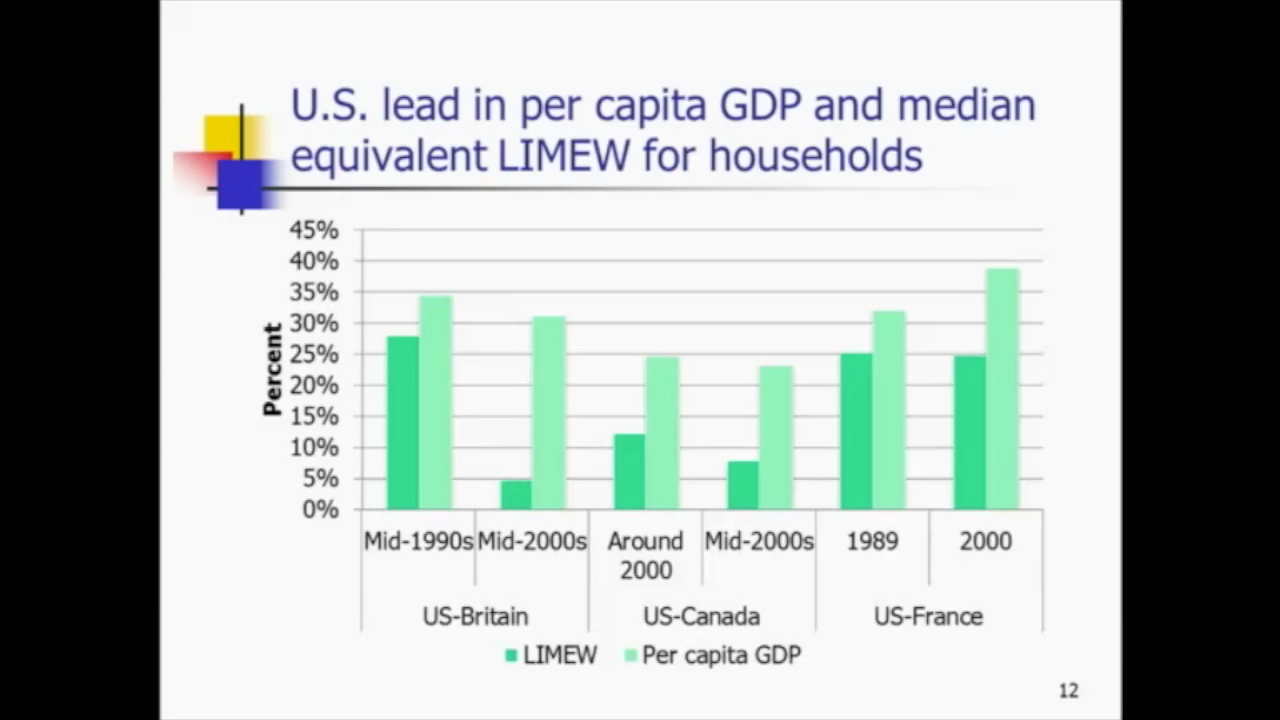 U.S. lead in per capita GDP and median
equivalent LIMEW for households
45%
40%
35%
30%
25%
20%
15%
10%
5%
0%
Percent
Mid-1990s Mid-2000s Around 2000 Mid-2000s 1989 2000
US-Britain US-Canada US-France
LIMEW Per capita GDP
12